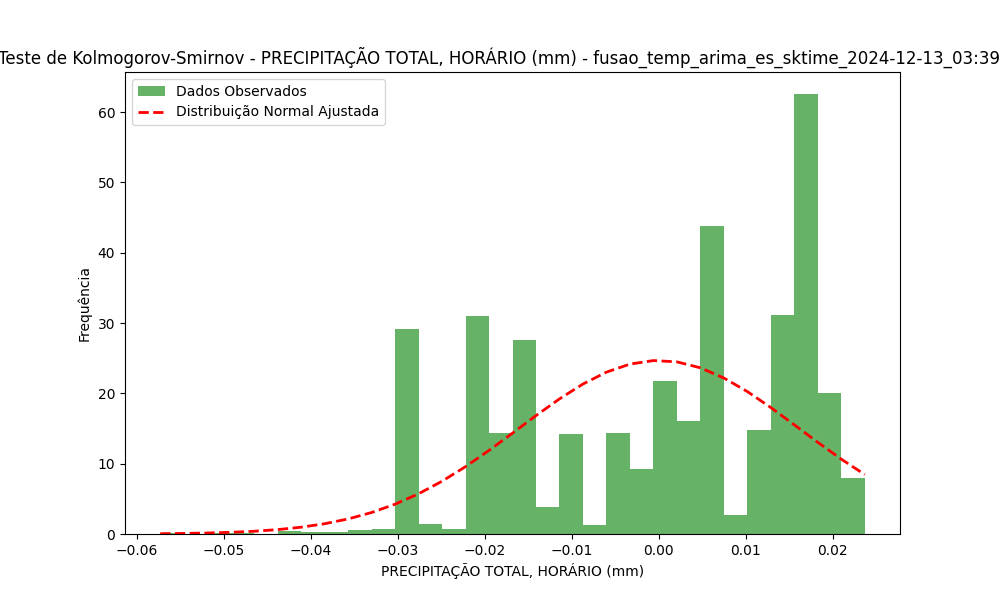 Teste de Kolmogorov-Smirnov - PRECIPITAÇÃO TOTAL, HORÁRIO (mm) - fusao_temp_arima_es_sktime_2024-12-13_03:39
Dados Observados
Distribuição Normal Ajustada
60
50
40
30
20
10
0
Frequência
−0.06 −0.05 −0.04 −0.03 −0.02 −0.01 0.00 0.01 0.02
PRECIPITAÇÃO TOTAL, HORÁRIO (mm)